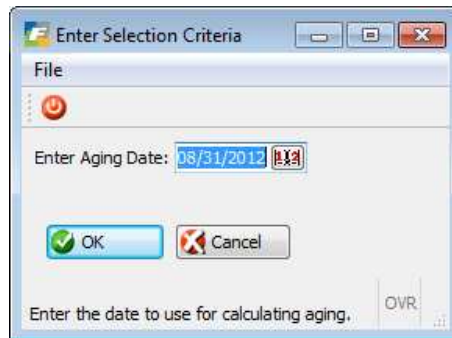 Enter Selection Criteria
File
Enter Aging Date: 08/31/2012
OK Cancel
Enter the date to use for calculating aging. OVR